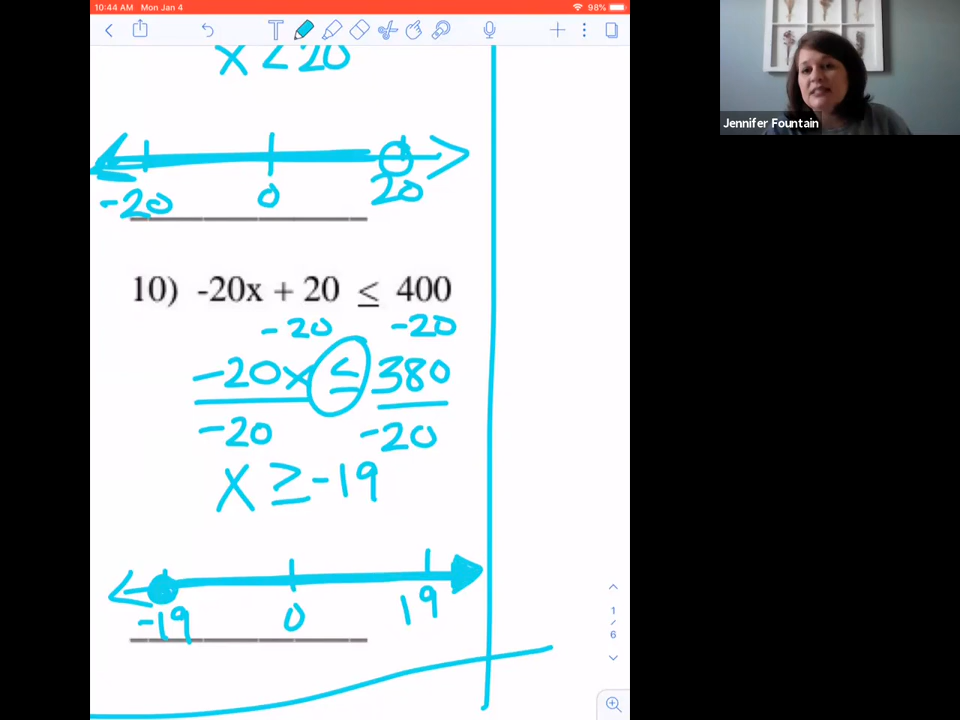 10:44 AM Mon Jan 4
98%
T
Jennifer Fountain
x < 20
-20 0 20
10) -20x + 20 ≤ 400
-20 -20
-20x ≤ 380
-20 -20
x ≥ -19
-19 0 19
1
/
6